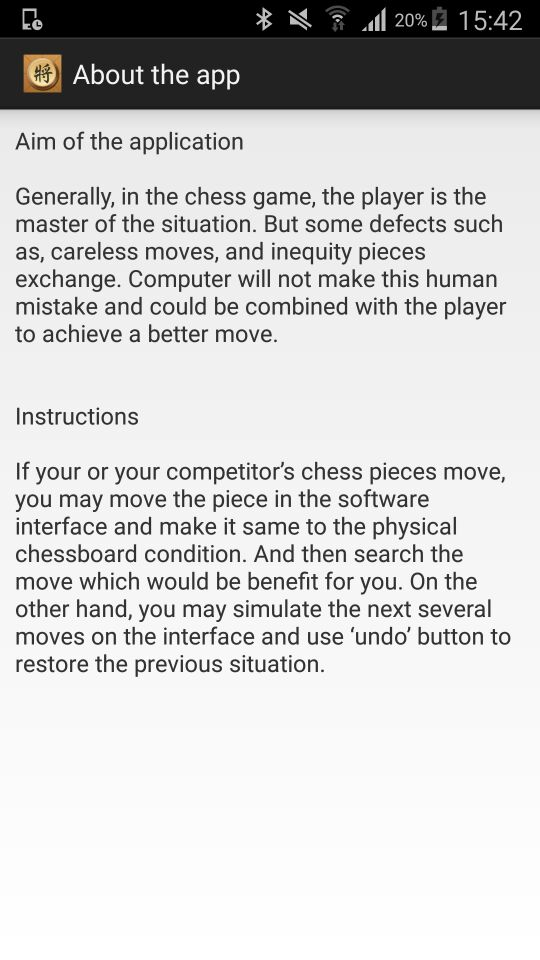 20% 15:42
將 About the app
Aim of the application
Generally, in the chess game, the player is the
master of the situation. But some defects such
as, careless moves, and inequity pieces
exchange. Computer will not make this human
mistake and could be combined with the player
to achieve a better move.
Instructions
If your or your competitor’s chess pieces move,
you may move the piece in the software
interface and make it same to the physical
chessboard condition. And then search the
move which would be benefit for you. On the
other hand, you may simulate the next several
moves on the interface and use ‘undo’ button to
restore the previous situation.